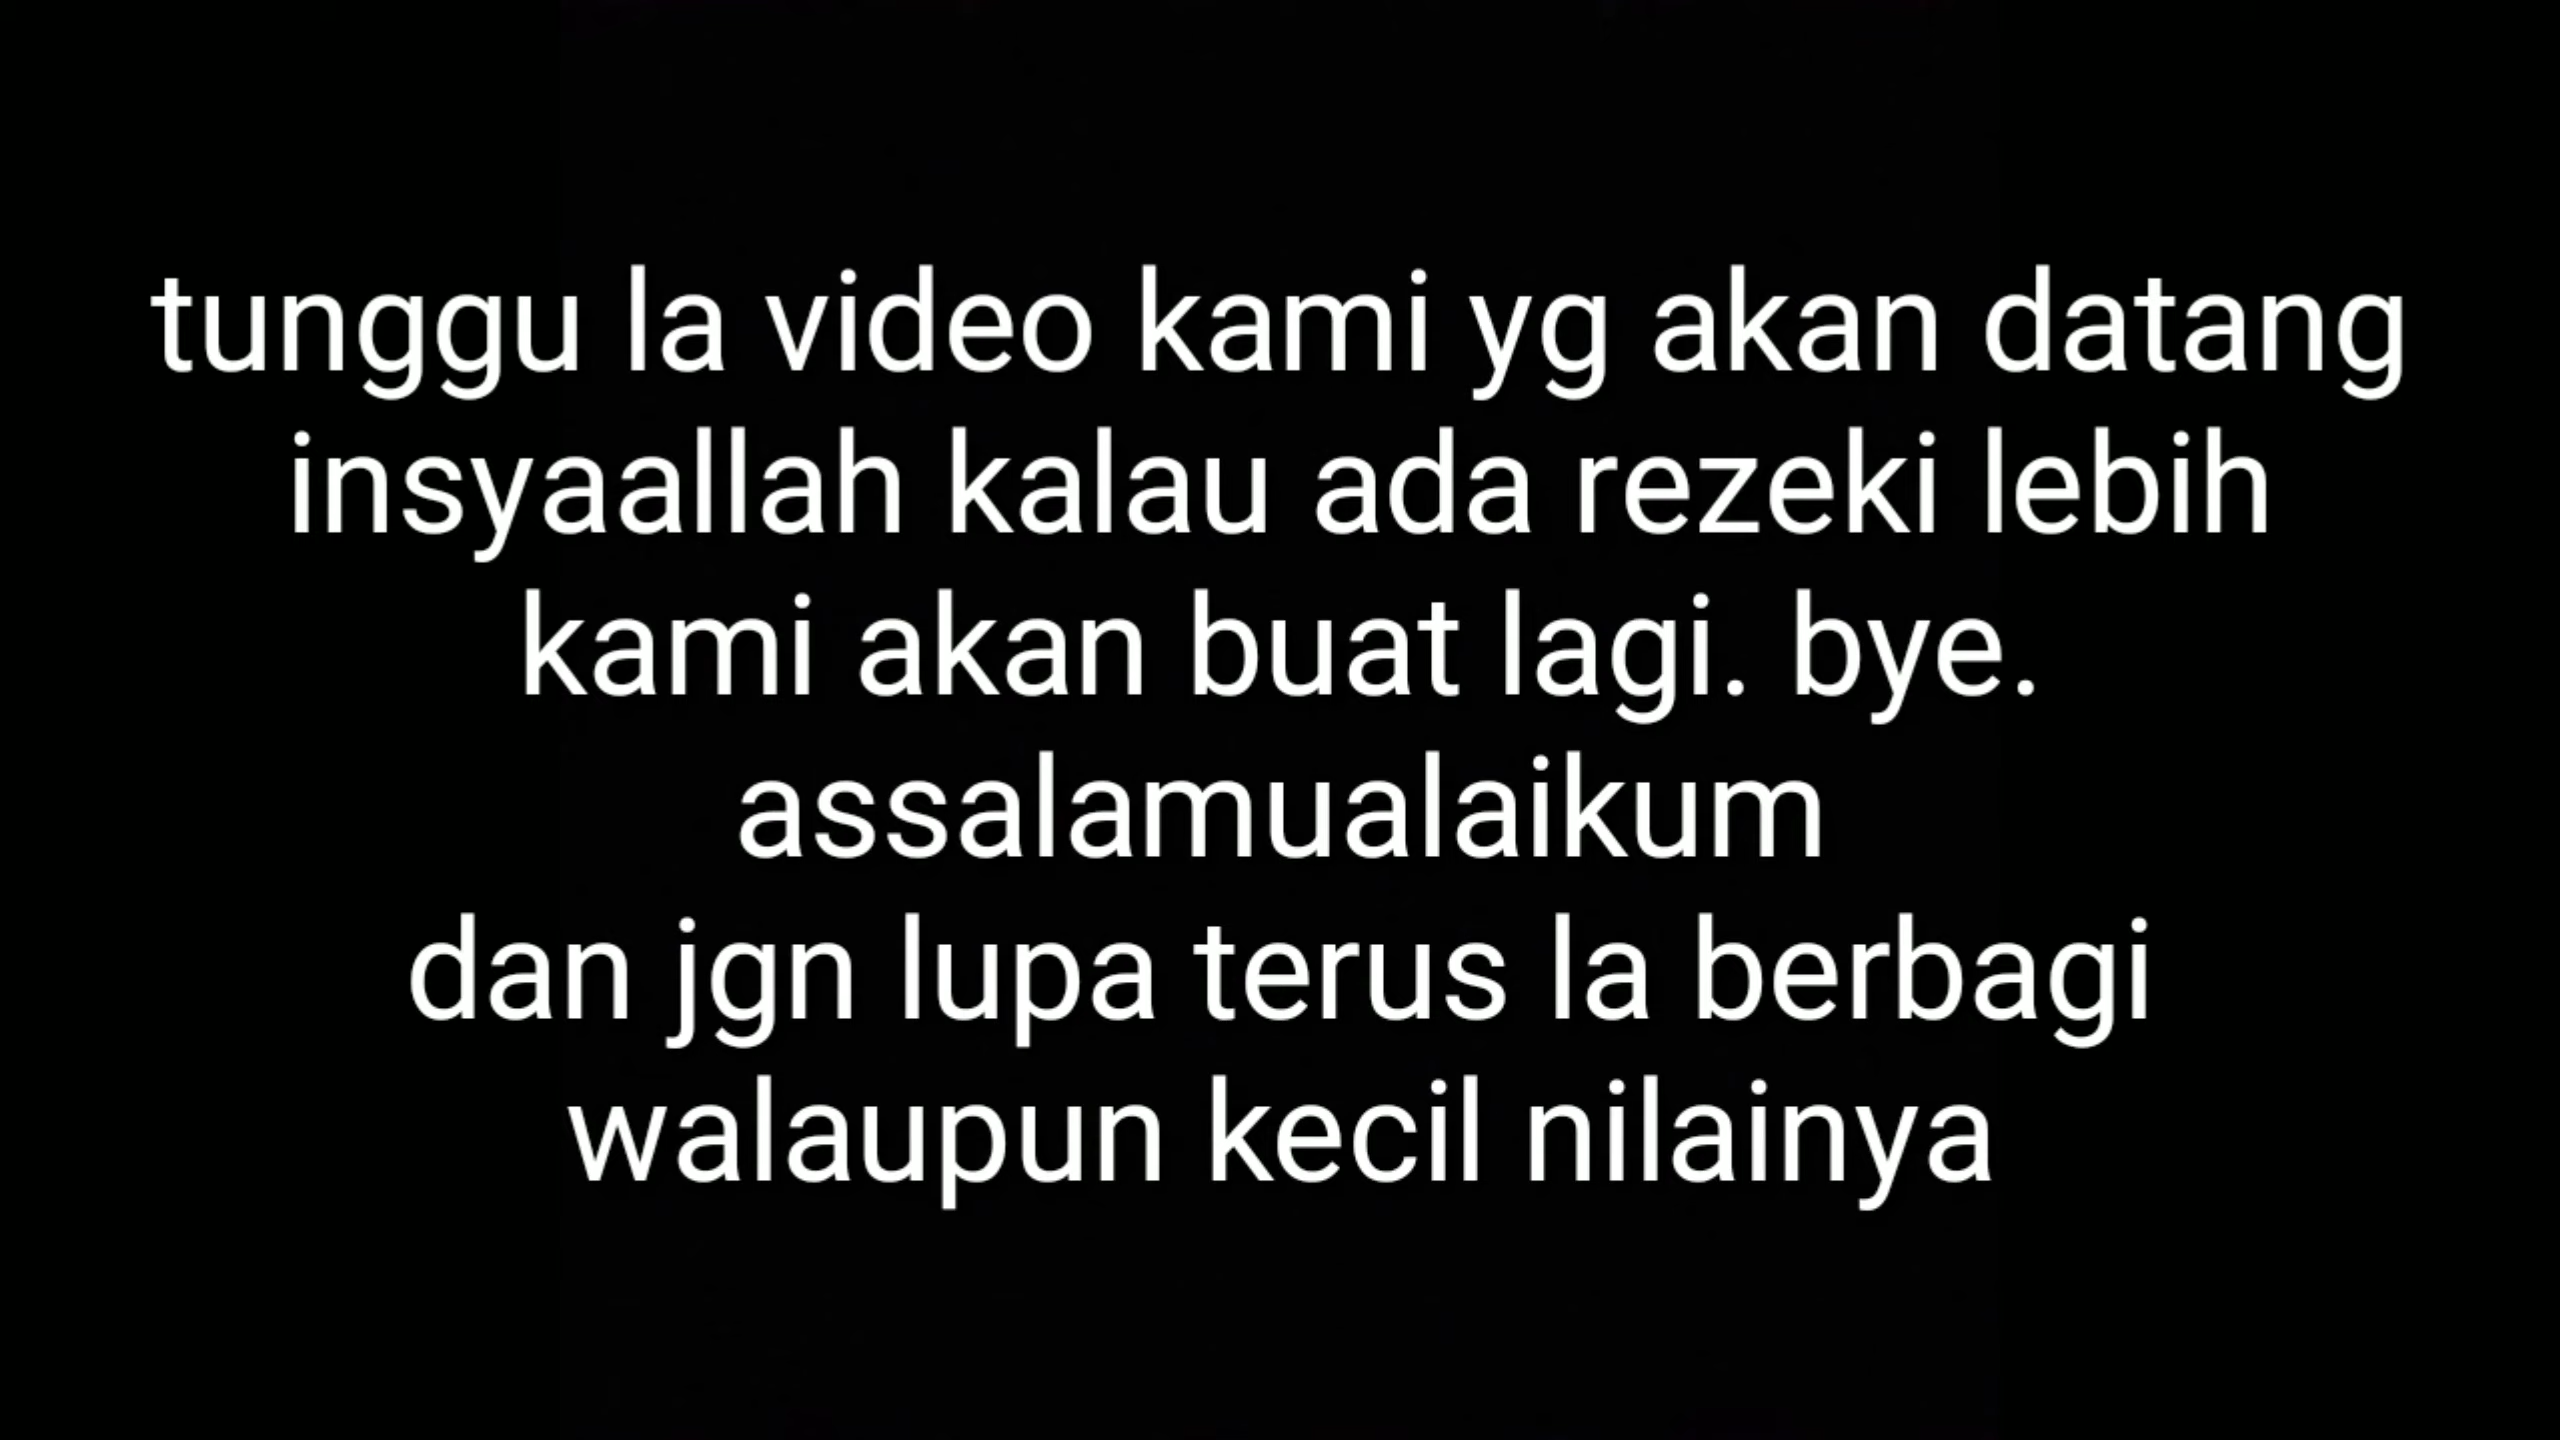 tunggu la video kami yg akan datang
insyaallah kalau ada rezeki lebih
kami akan buat lagi. bye.
assalamualaikum
dan jgn lupa terus la berbagi
walaupun kecil nilainya